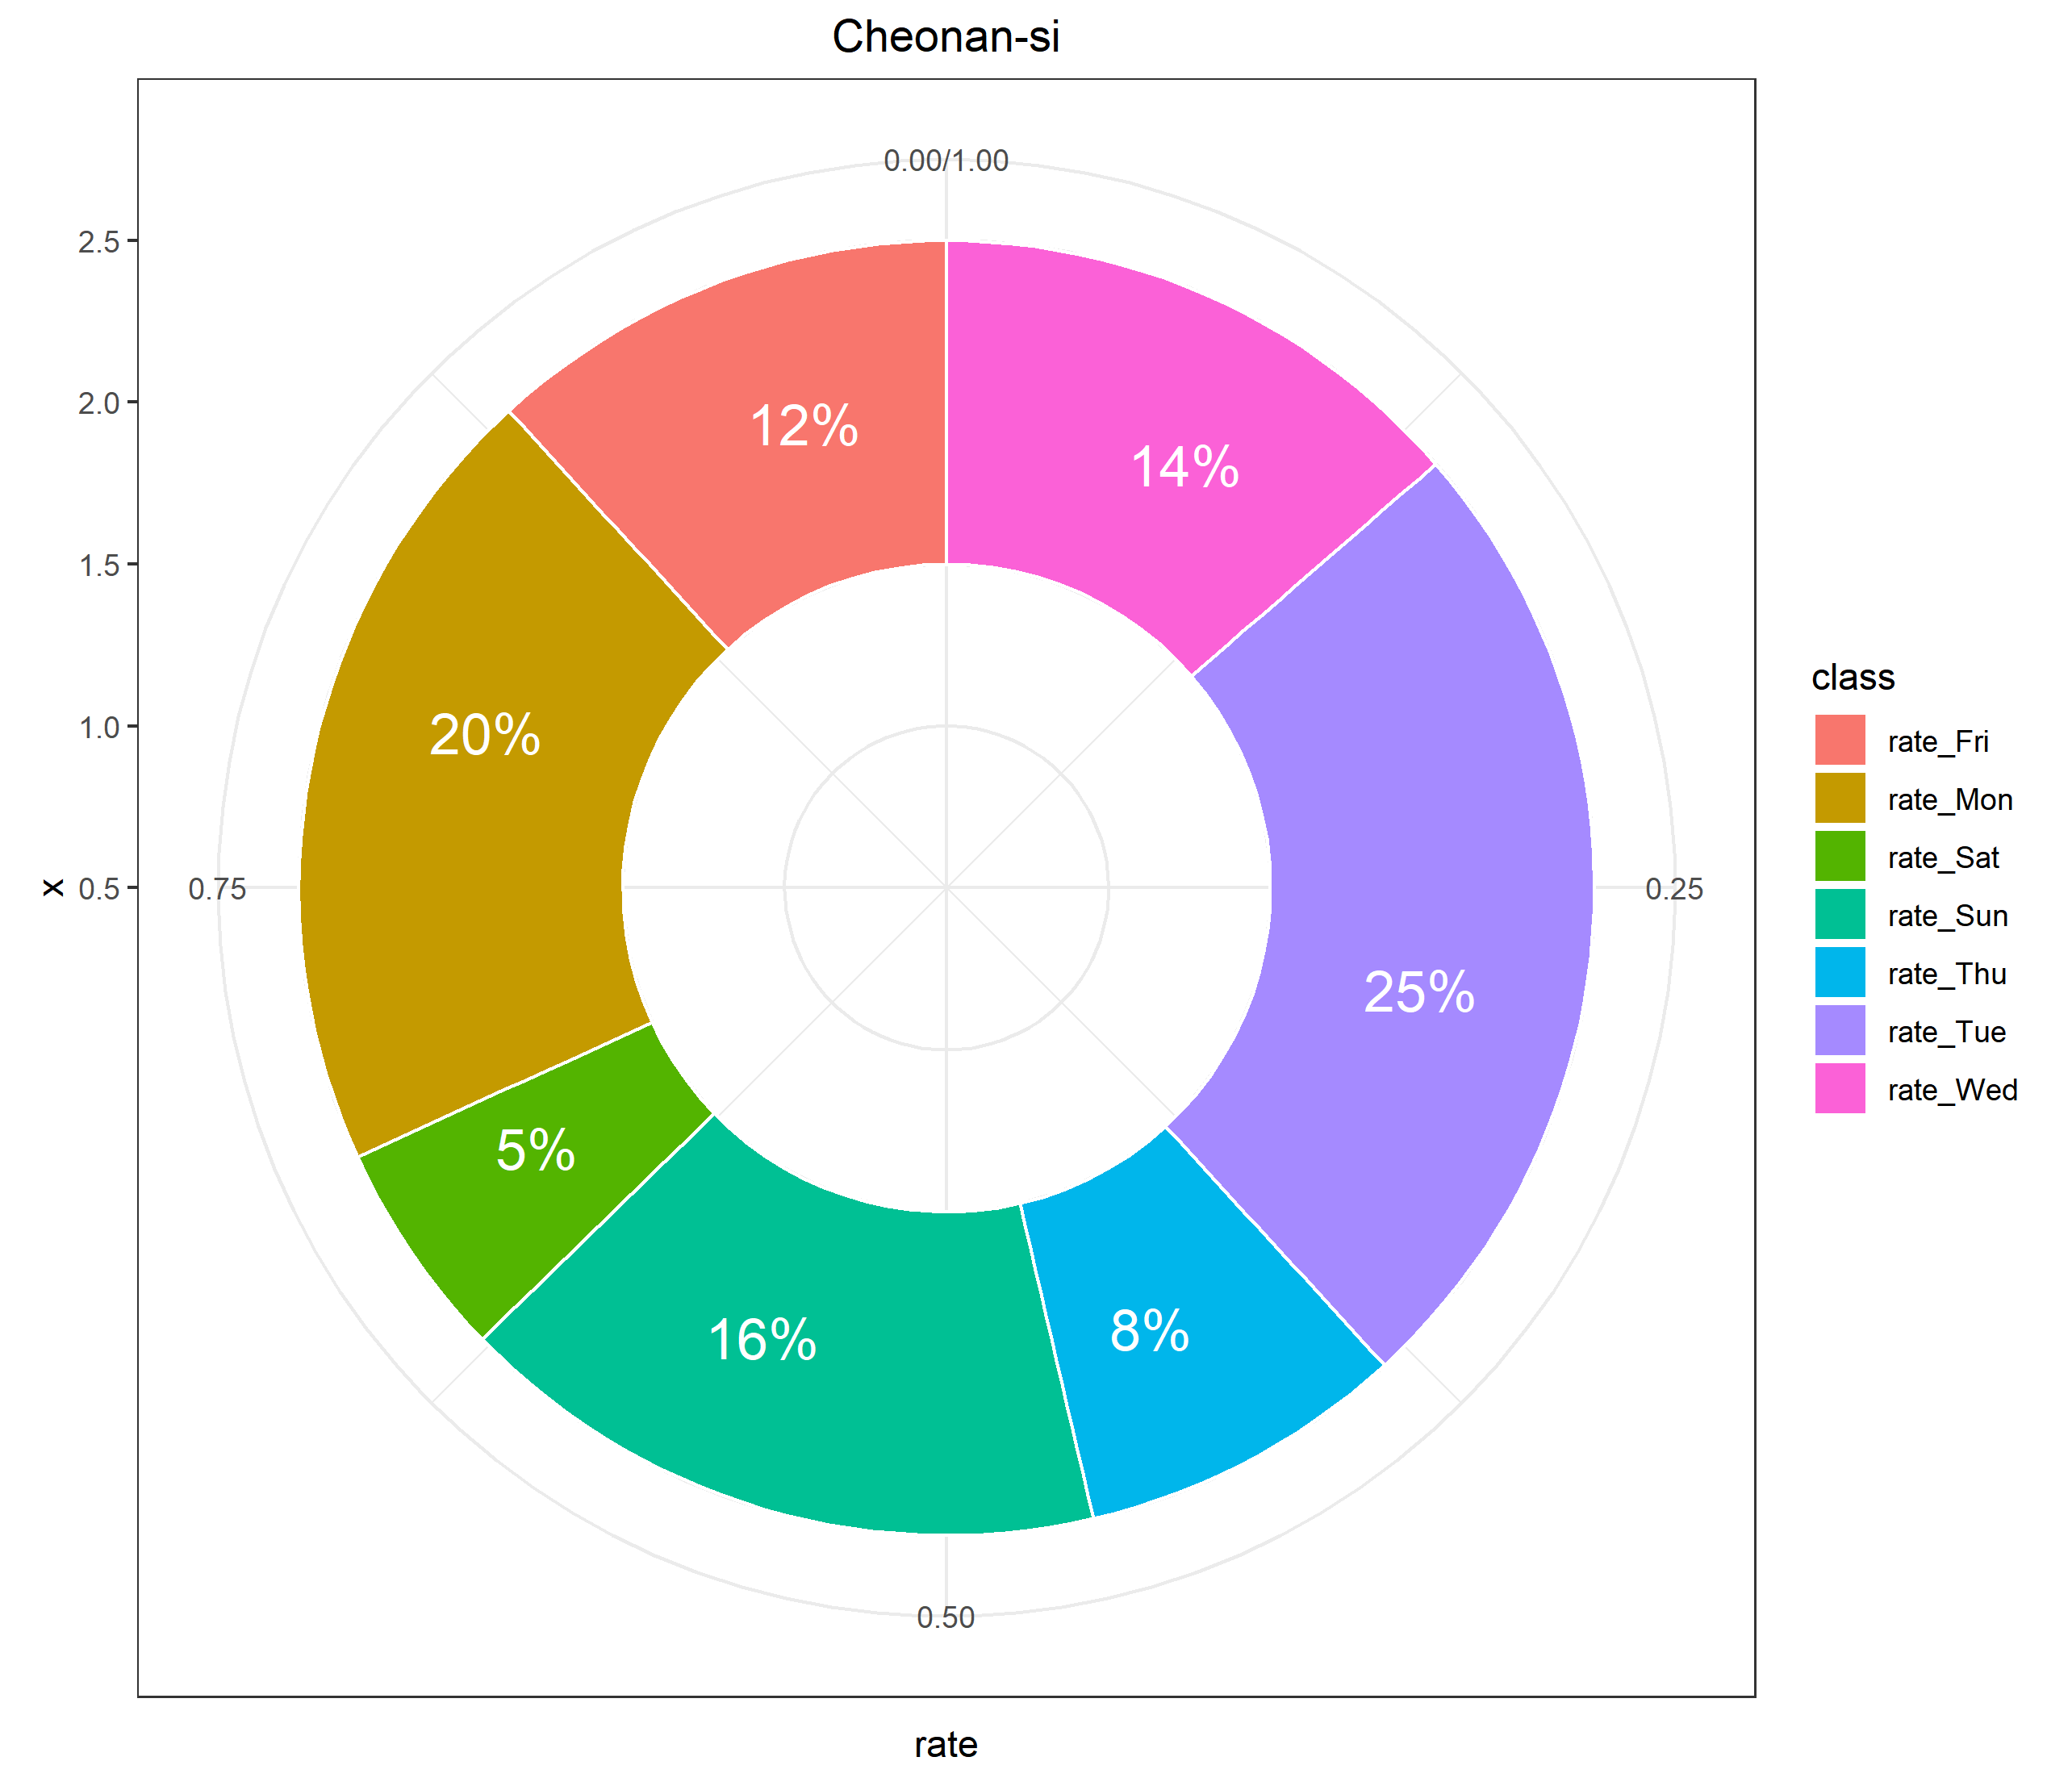 Cheonan-si
0.00/1.00
2.5
2.0
1.5
1.0
x
0.5
0.75
0.25
0.50
12%
14%
20%
25%
5%
16%
8%
rate
class
rate_Fri
rate_Mon
rate_Sat
rate_Sun
rate_Thu
rate_Tue
rate_Wed